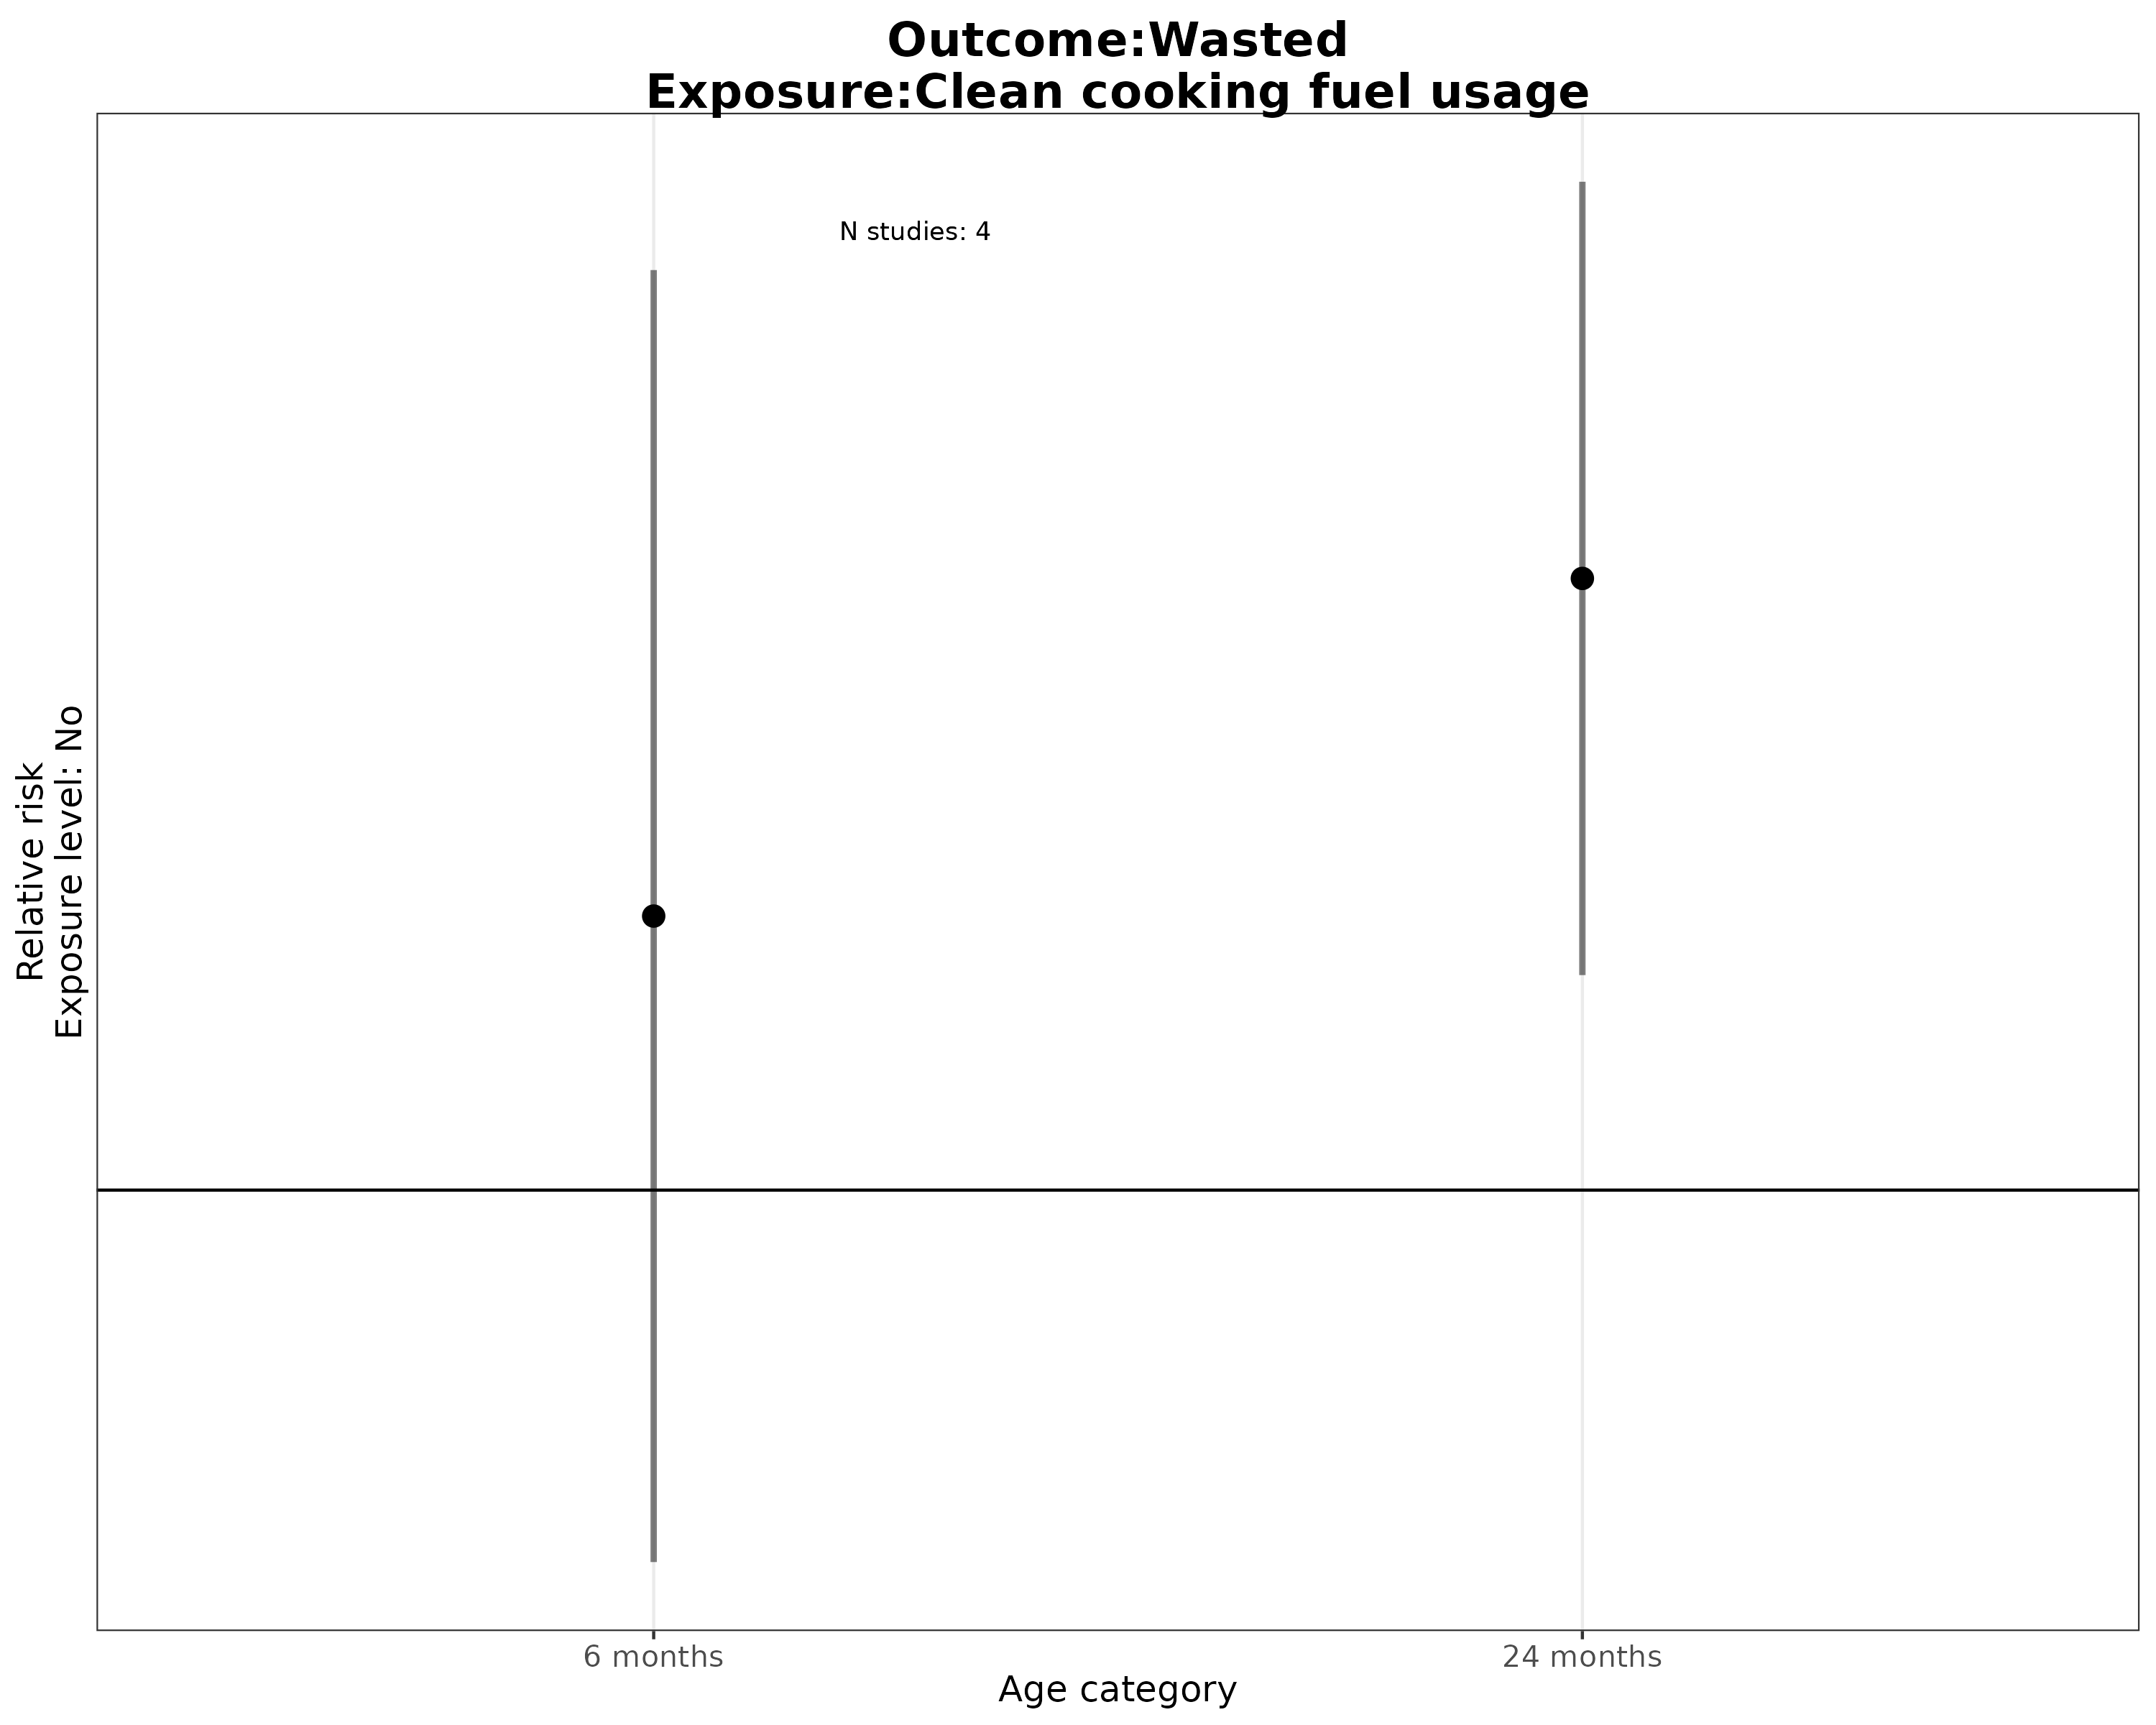 Outcome:Wasted
Exposure:Clean cooking fuel usage
N studies: 4
Relative risk
Exposure level: No
6 months
24 months
Age category